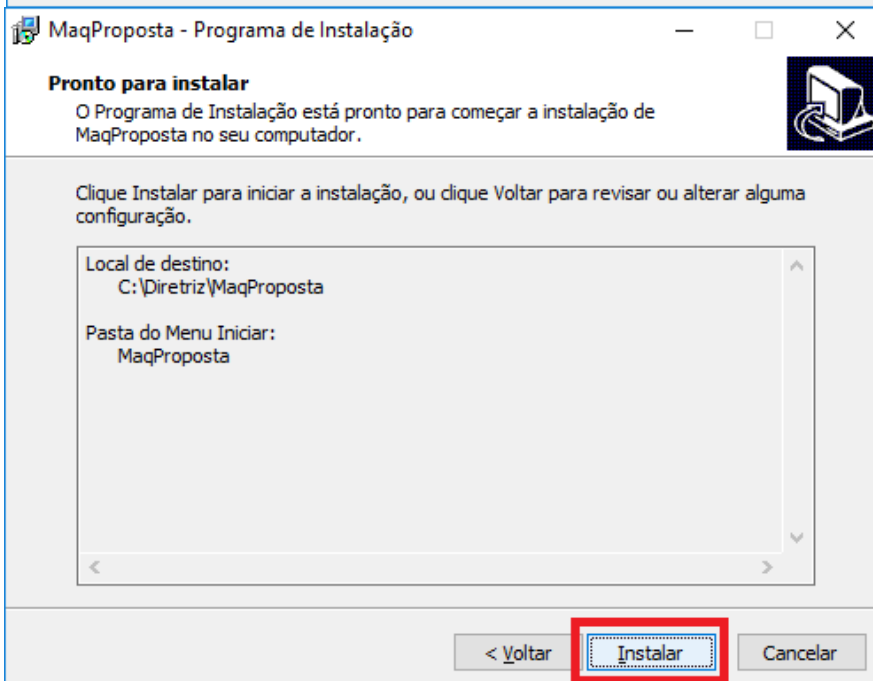 MaqProposta - Programa de Instalação
Pronto para instalar
O Programa de Instalação está pronto para começar a instalação de
MaqProposta no seu computador.
Clique Instalar para iniciar a instalação, ou clique Voltar para revisar ou alterar alguma
configuração.
Local de destino:
C:\Diretriz\MaqProposta
Pasta do Menu Iniciar:
MaqProposta
< Voltar Instalar Cancelar